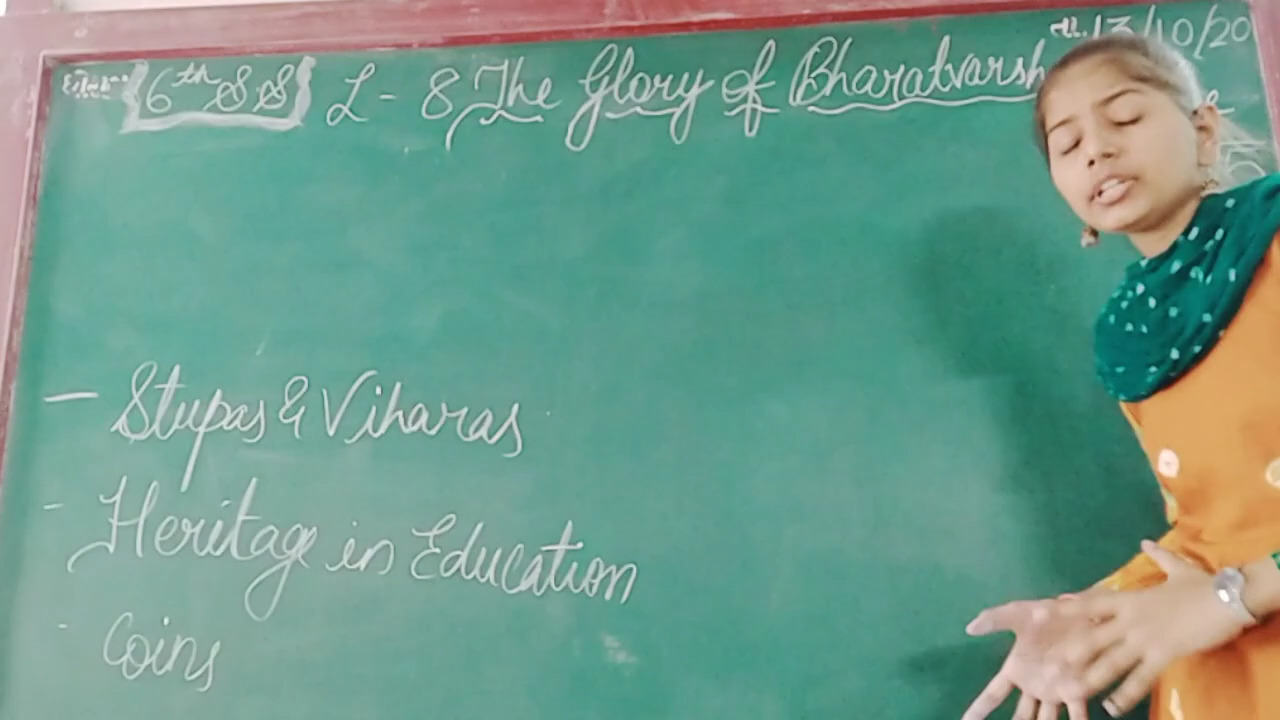 6th S.S L - 8 The Glory of Bharatvarsh તા. 13/10/20
- Stupas & Viharas
- Heritage in Education
- Coins